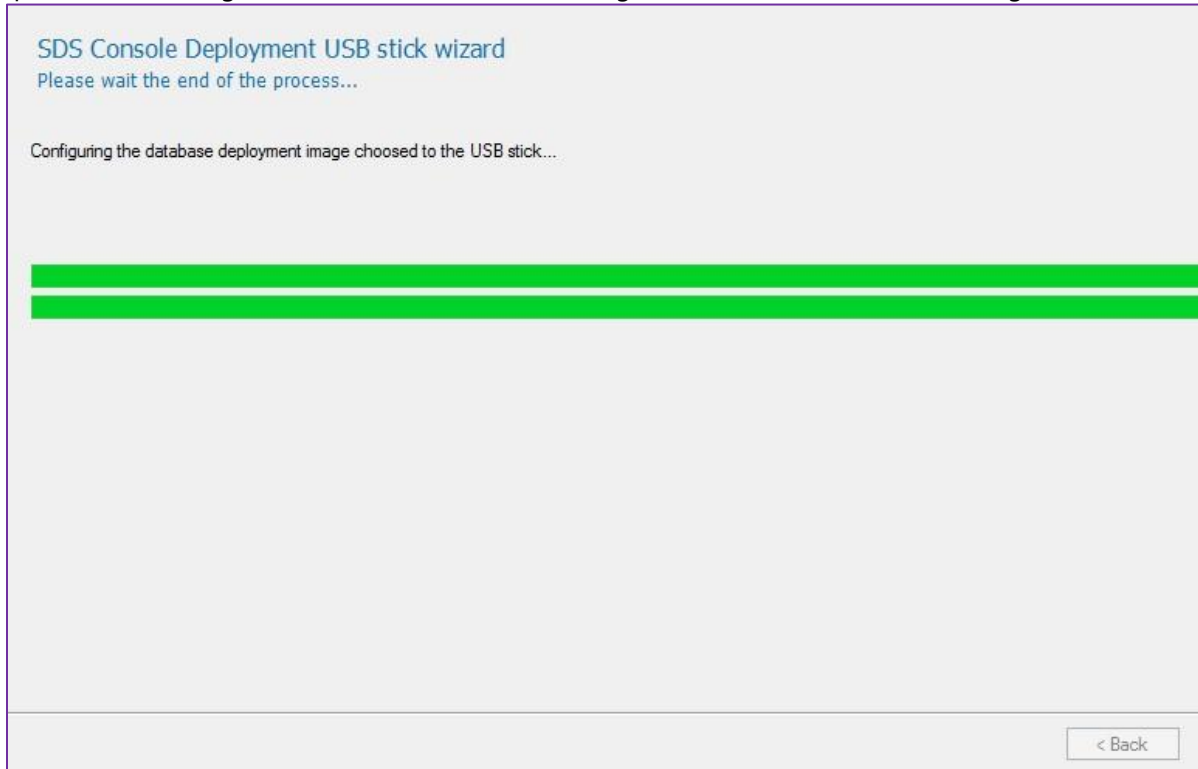 SDS Console Deployment USB stick wizard
Please wait the end of the process...
Configuring the database deployment image choosed to the USB stick...
< Back